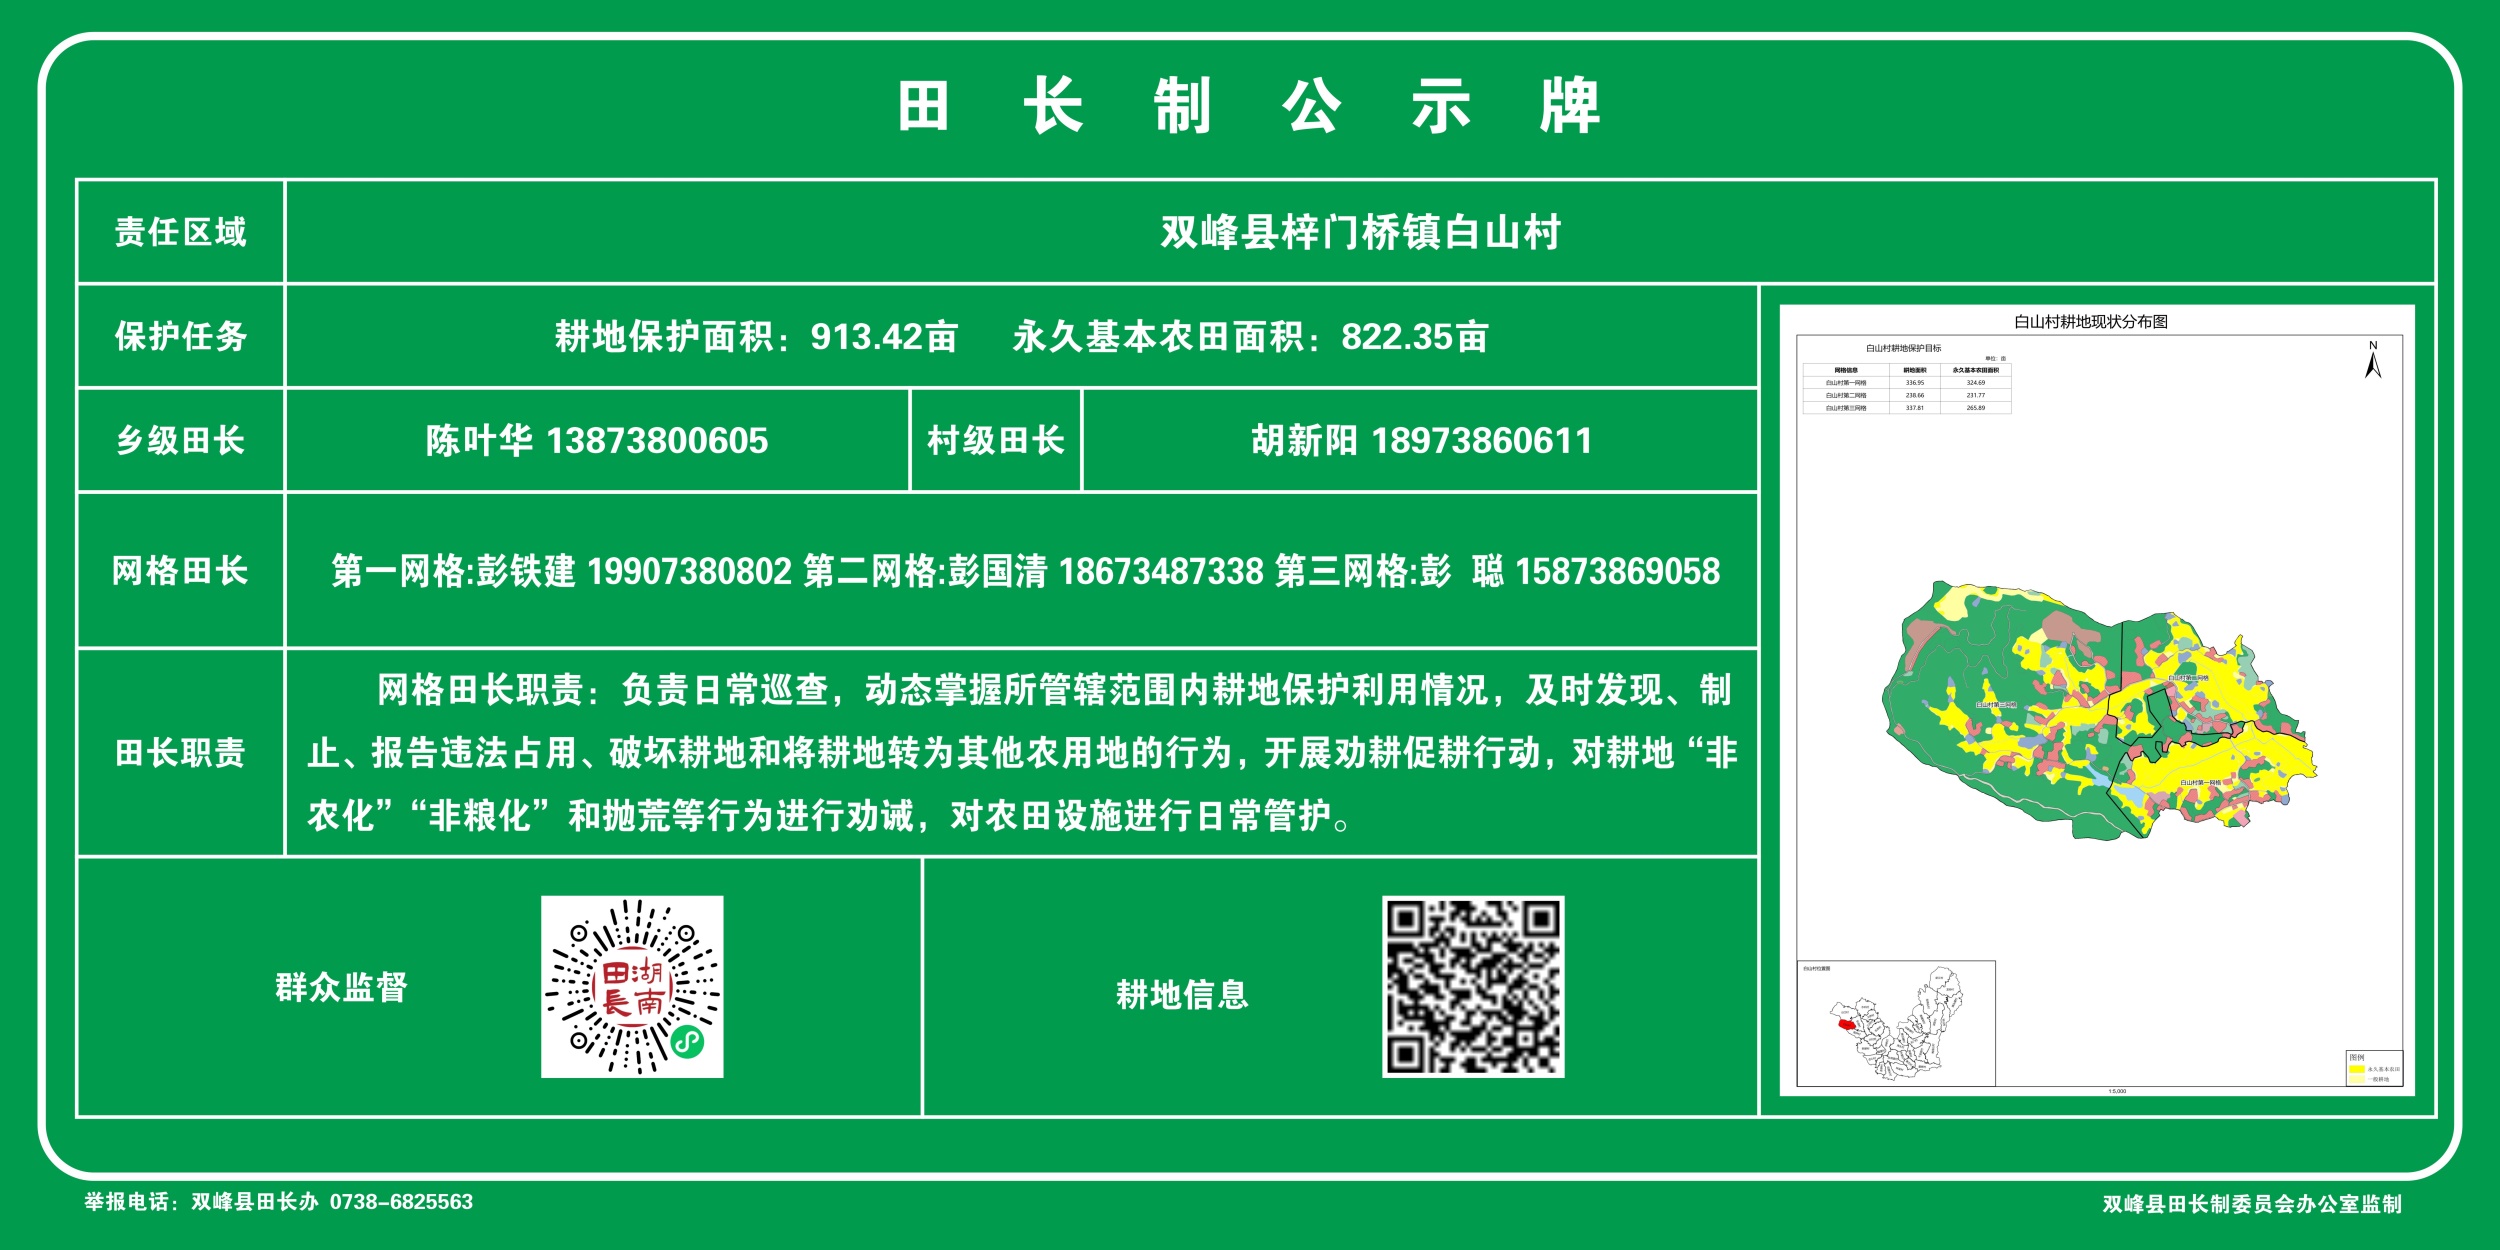 田长制公示牌
责任区域
双峰县梓门桥镇白山村
保护任务
耕地保护面积：913.42亩　永久基本农田面积：822.35亩
乡级田长
陈叶华 13873800605
村级田长
胡新阳 18973860611
网格田长
第一网格:彭铁建 19907380802 第二网格:彭国清 18673487338 第三网格:彭　聪 15873869058
田长职责
网格田长职责：负责日常巡查，动态掌握所管辖范围内耕地保护利用情况，及时发现、制
止、报告违法占用、破坏耕地和将耕地转为其他农用地的行为，开展劝耕促耕行动，对耕地“非
农化”“非粮化”和抛荒等行为进行劝诫，对农田设施进行日常管护。
群众监督
湖南田长
耕地信息
白山村耕地现状分布图
白山村耕地保护目标
单位：亩
网格信息 耕地面积 永久基本农田面积
白山村第一网格 336.95 324.69
白山村第二网格 238.66 231.77
白山村第三网格 337.81 265.89
N
白山村第三网格
白山村第一网格
白山村位置图
图例
永久基本农田
一般耕地
1:5,000
举报电话：双峰县田长办 0738-6825563
双峰县田长制委员会办公室监制